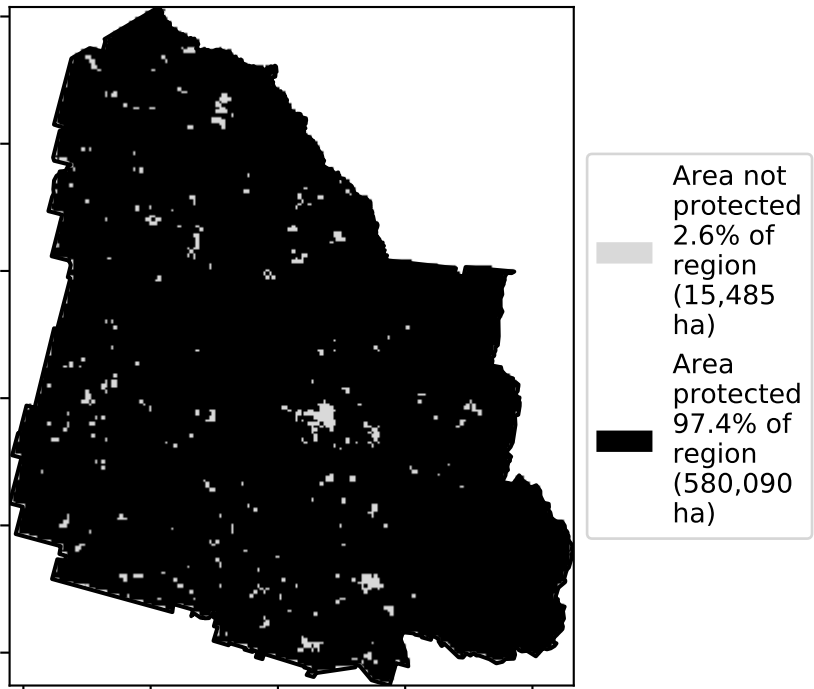 Area not
protected
2.6% of
region
(15,485
ha)
Area
protected
97.4% of
region
(580,090
ha)